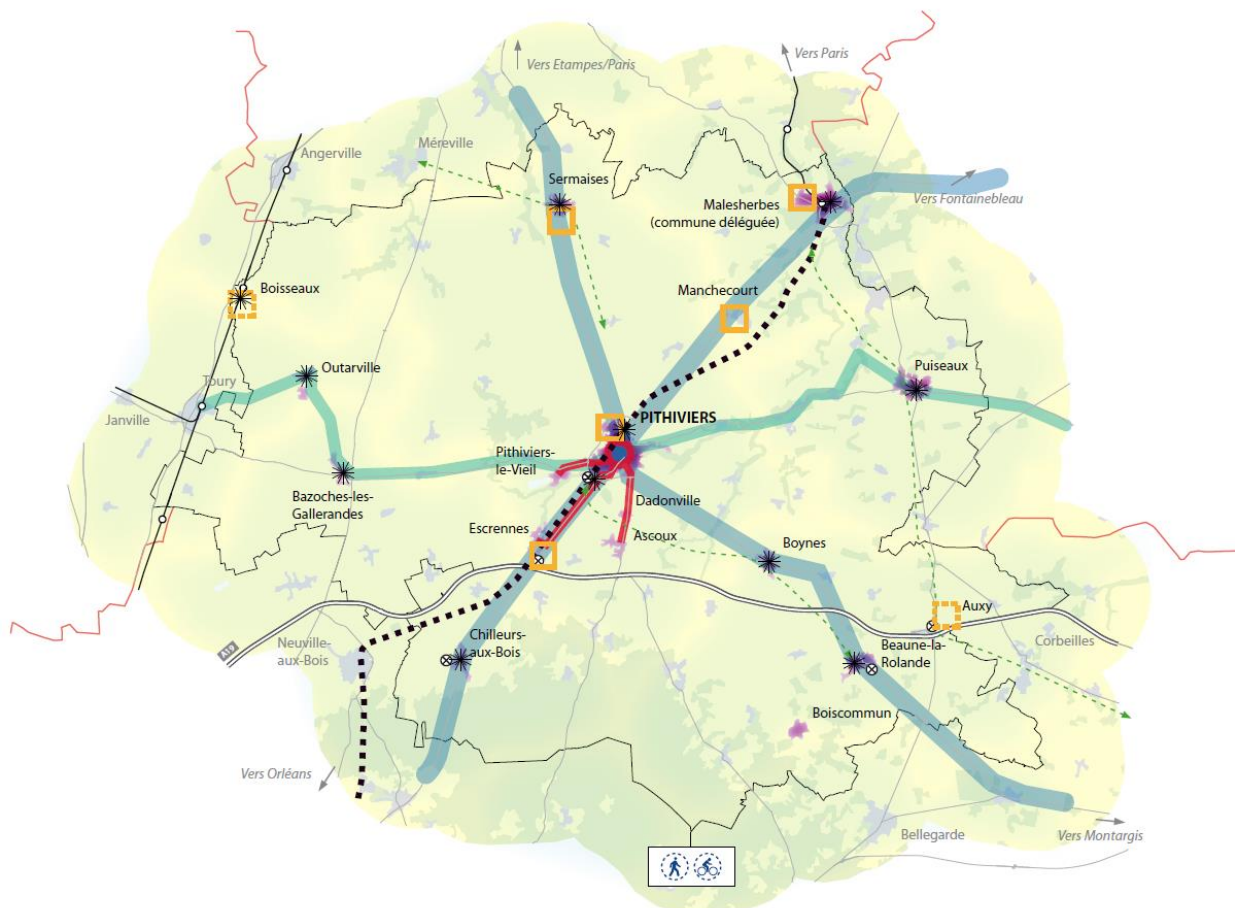 Vers Paris
Vers Etampes/Paris
Angerville
Méreville
Sermaises
Malesherbes
(commune déléguée)
Vers Fontainebleau
Boisseaux
Manchecourt
Outarville
Puiseaux
Toury
Janville
PITHIVIERS
Pithiviers-
le-Vieil
Bazoches-les-
Gallerandes
Dadonville
Escrennes
Ascoux
Boynes
Auxy
Neuville-
aux-Bois
Chilleurs-
aux-Bois
Corbeilles
Beaune-la-
Rolande
A19
Boiscommun
Vers Orléans
Bellegarde
Vers Montargis